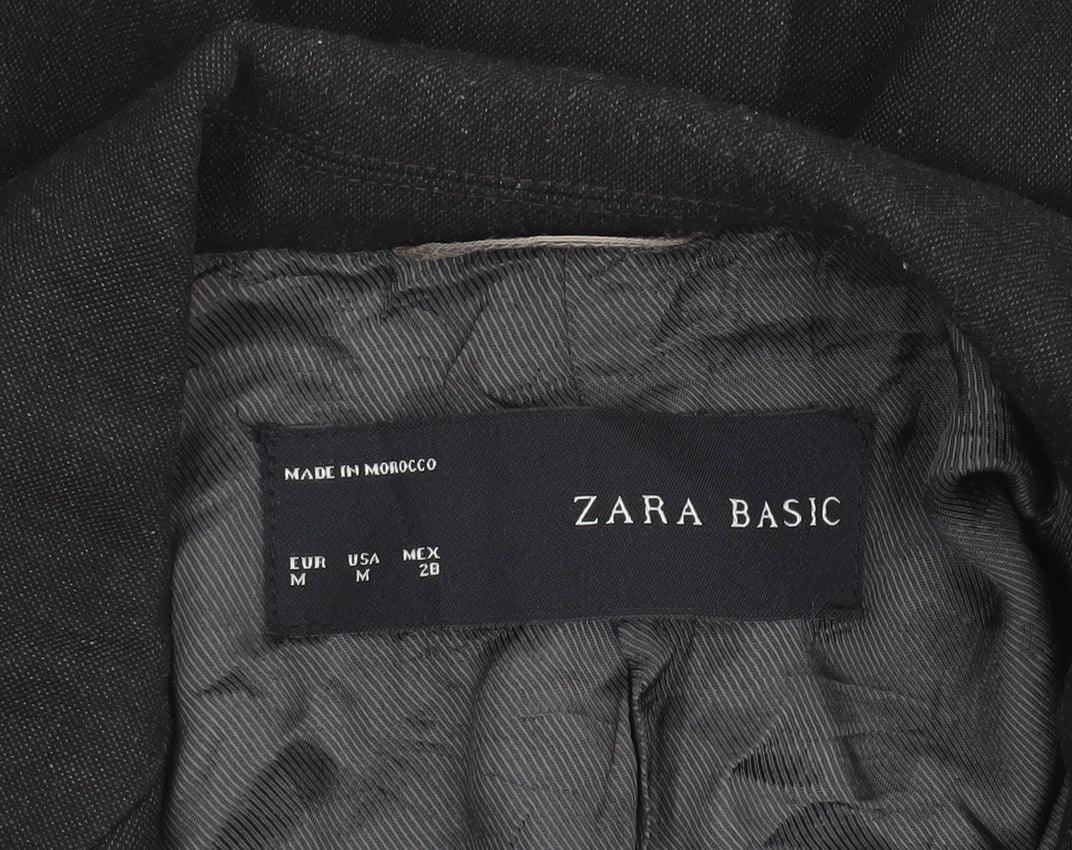 MADE IN MOROCCO
ZARA BASIC
EUR USA MEX
M M 28